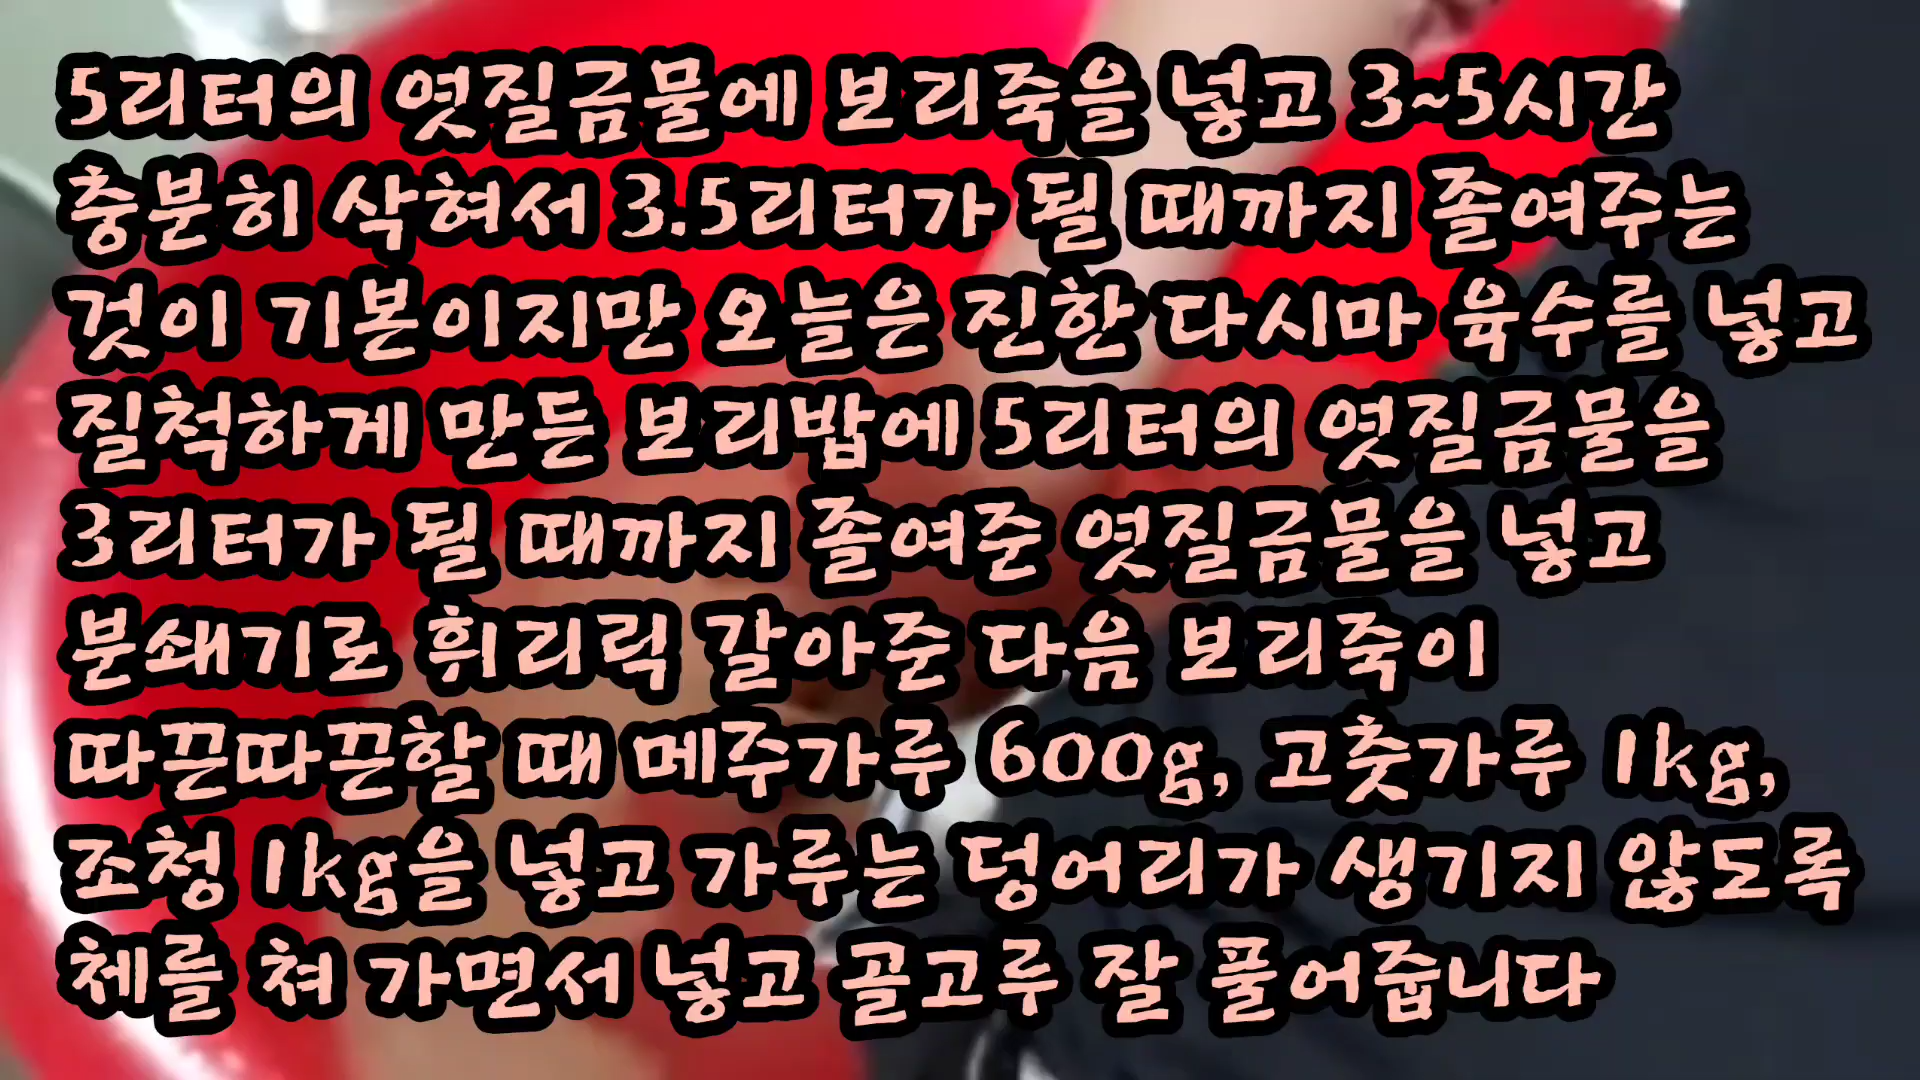 5리터의 엿질금물에 보리죽을 넣고 3~5시간
충분히 삭혀서 3.5리터가 될 때까지 졸여주는
것이 기본이지만 오늘은 진한 다시마 육수를 넣고
질척하게 만든 보리밥에 5리터의 엿질금물을
3리터가 될 때까지 졸여준 엿질금물을 넣고
분쇄기로 휘리릭 갈아준 다음 보리죽이
따끈따끈할 때 메주가루 600g, 고춧가루 1kg,
조청 1kg을 넣고 가루는 덩어리가 생기지 않도록
체를 쳐 가면서 넣고 골고루 잘 풀어줍니다